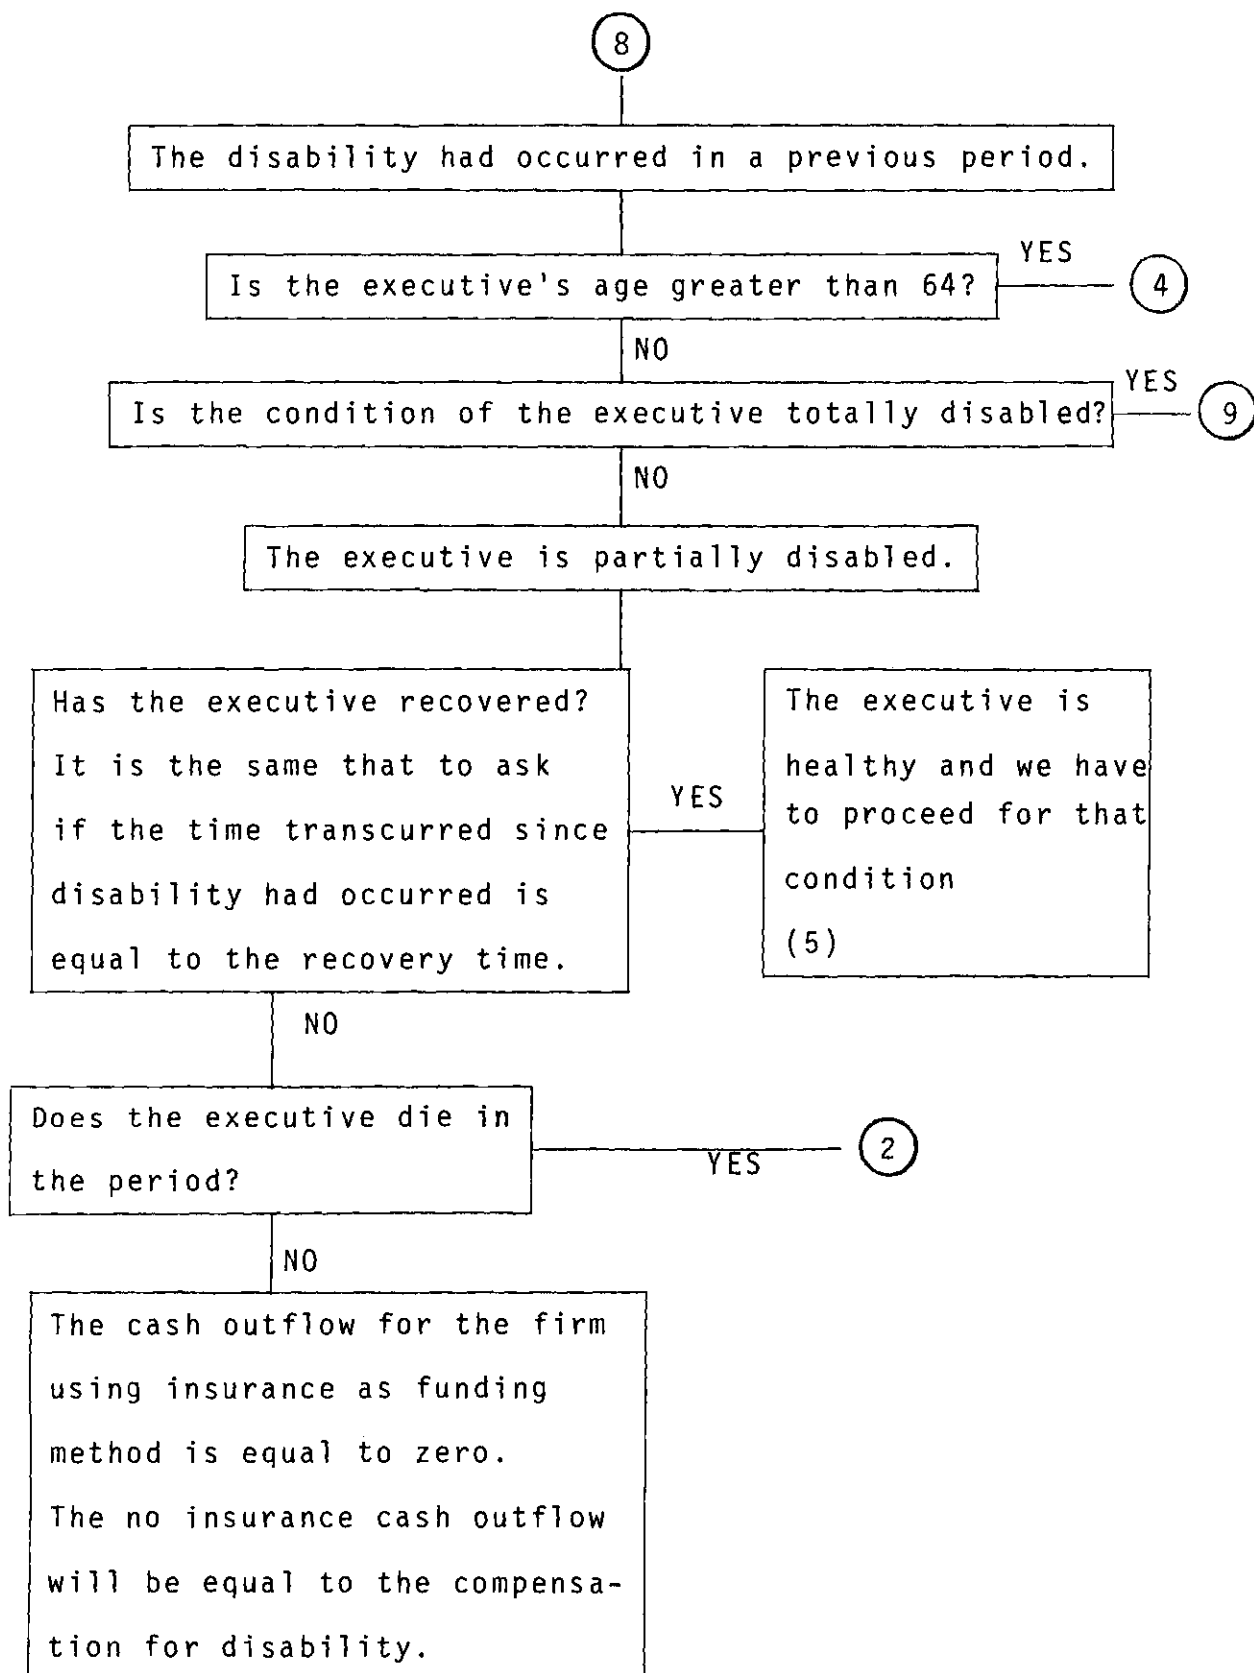 8
The disability had occurred in a previous period.
YES
Is the executive's age greater than 64?
4
NO
YES
Is the condition of the executive totally disabled?
9
NO
The executive is partially disabled.
Has the executive recovered?
It is the same that to ask
if the time transcurred since
disability had occurred is
equal to the recovery time.
YES
The executive is
healthy and we have
to proceed for that
condition
(5)
NO
Does the executive die in
the period?
YES
2
NO
The cash outflow for the firm
using insurance as funding
method is equal to zero.
The no insurance cash outflow
will be equal to the compensa-
tion for disability.